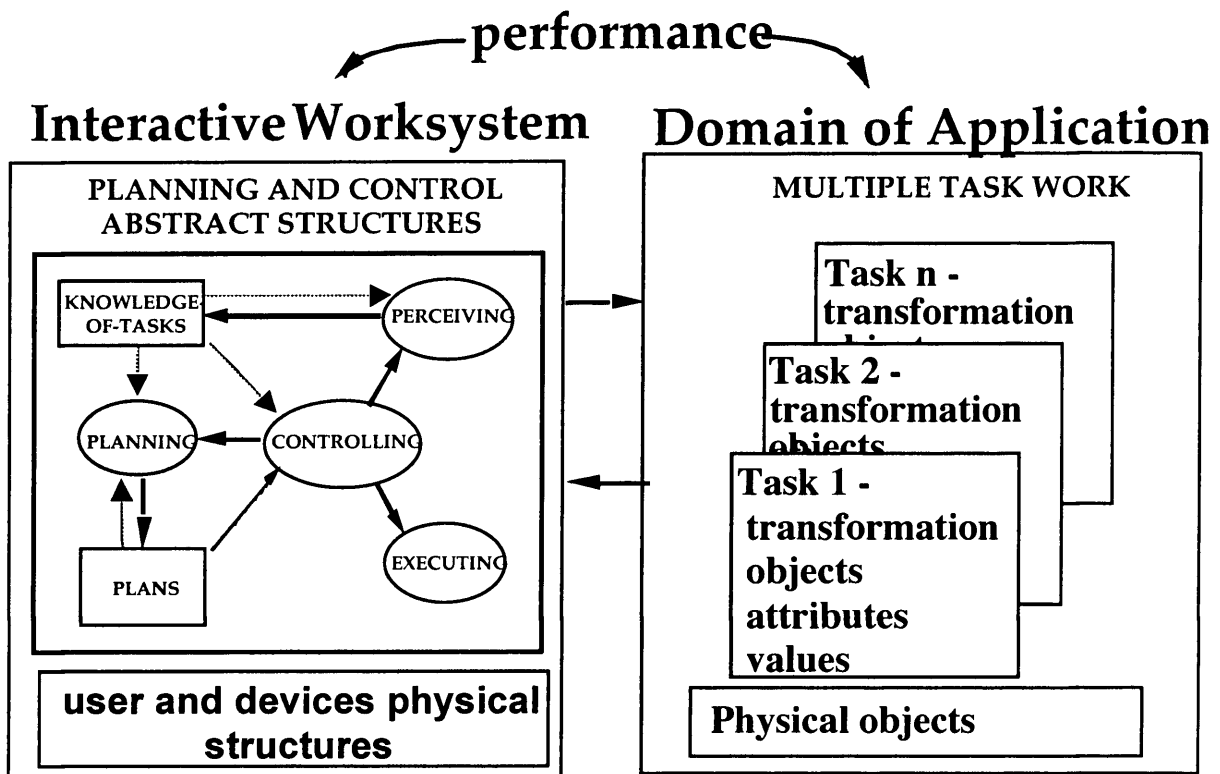 performance
Interactive Worksystem
Domain of Application
PLANNING AND CONTROL
ABSTRACT STRUCTURES
KNOWLEDGE-
OF-TASKS
PERCEIVING
PLANNING
CONTROLLING
PLANS
EXECUTING
user and devices physical
structures
MULTIPLE TASK WORK
Task n -
transformation
Task 2 -
transformation
objects
Task 1 -
transformation
objects
attributes
values
Physical objects